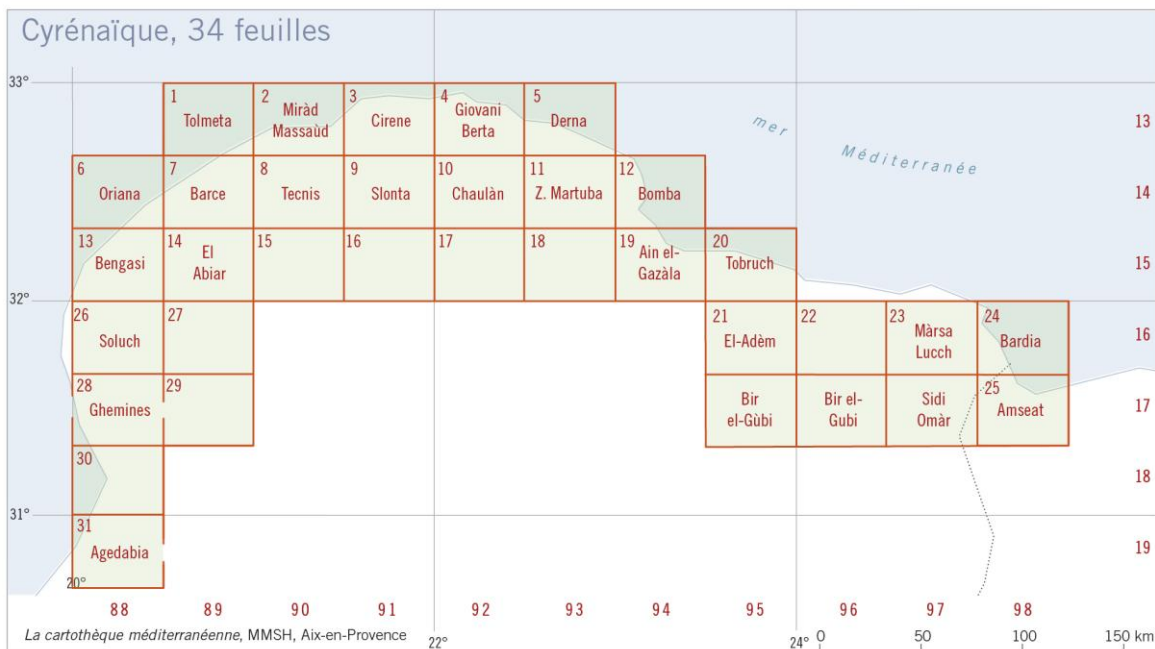 Cyrénaïque, 34 feuilles
33°
1
Tolmeta
2
Miràd
Massaùd
3
Cirene
4
Giovani
Berta
5
Derna
mer Méditerranée
13
6
Oriana
7
Barce
8
Tecnis
9
Slonta
10
Chaulàn
11
Z. Martuba
12
Bomba
14
13
Bengasi
14
El
Abiar
15
16
17
18
19
Ain el-
Gazàla
20
Tobruch
15
32°
26
Soluch
27
21
El-Adèm
22
23
Màrsa
Lucch
24
Bardia
16
28
Ghemines
29
Bir
el-Gùbi
Bir el-
Gubi
Sidi
Omàr
25
Amseat
17
30
18
31°
31
Agedabia
19
20°
88 89 90 91 92 93 94 95 96 97 98
La cartothèque méditerranéenne, MMSH, Aix-en-Provence
22°
24°
0 50 100 150 km